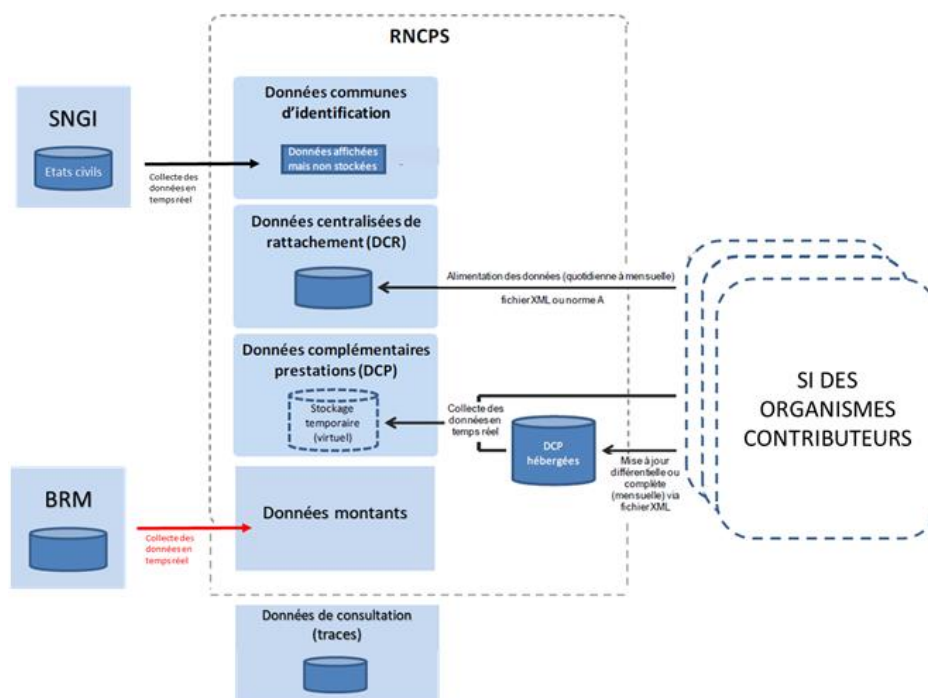 RNCPS
SNGI
Etats civils
Collecte des
données en
temps réel
Données communes
d'identification
Données affichées
mais non stockées
Données centralisées de
rattachement (DCR)
Alimentation des données (quotidienne à mensuelle)
fichier XML ou norme A
Données complémentaires
prestations (DCP)
Stockage
temporaire
(virtuel)
Collecte des
données en
temps réel
DCP
hébergées
Mise à jour
différentielle ou
complète
(mensuelle) via
fichier XML
SI DES
ORGANISMES
CONTRIBUTEURS
BRM
Collecte des
données en
temps réel
Données montants
Données de consultation
(traces)